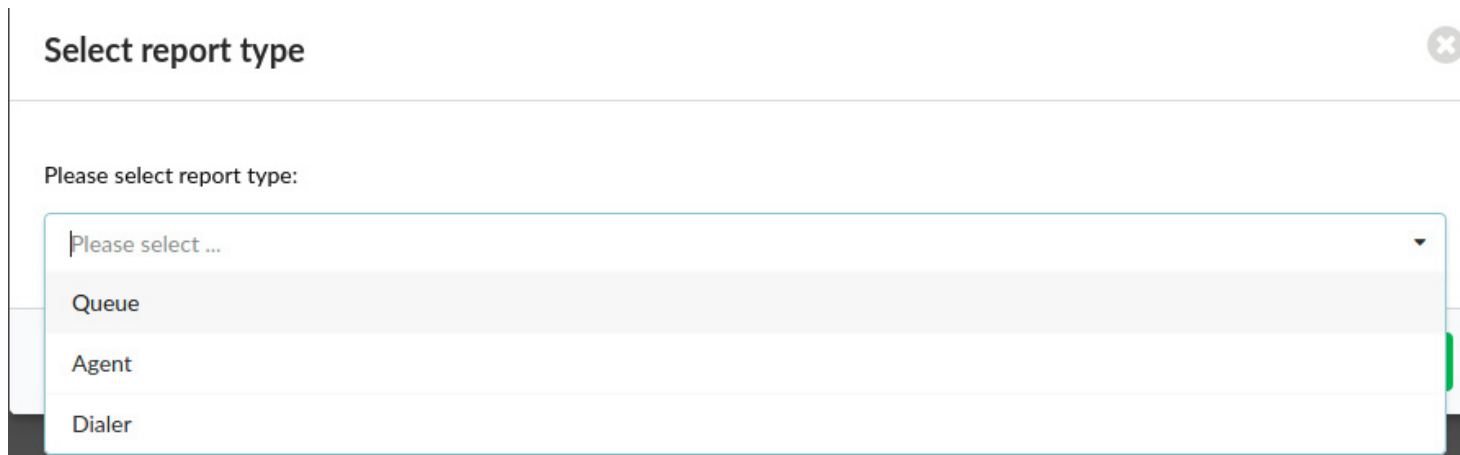 Select report type
Please select report type:
Please select ...
Queue
Agent
Dialer